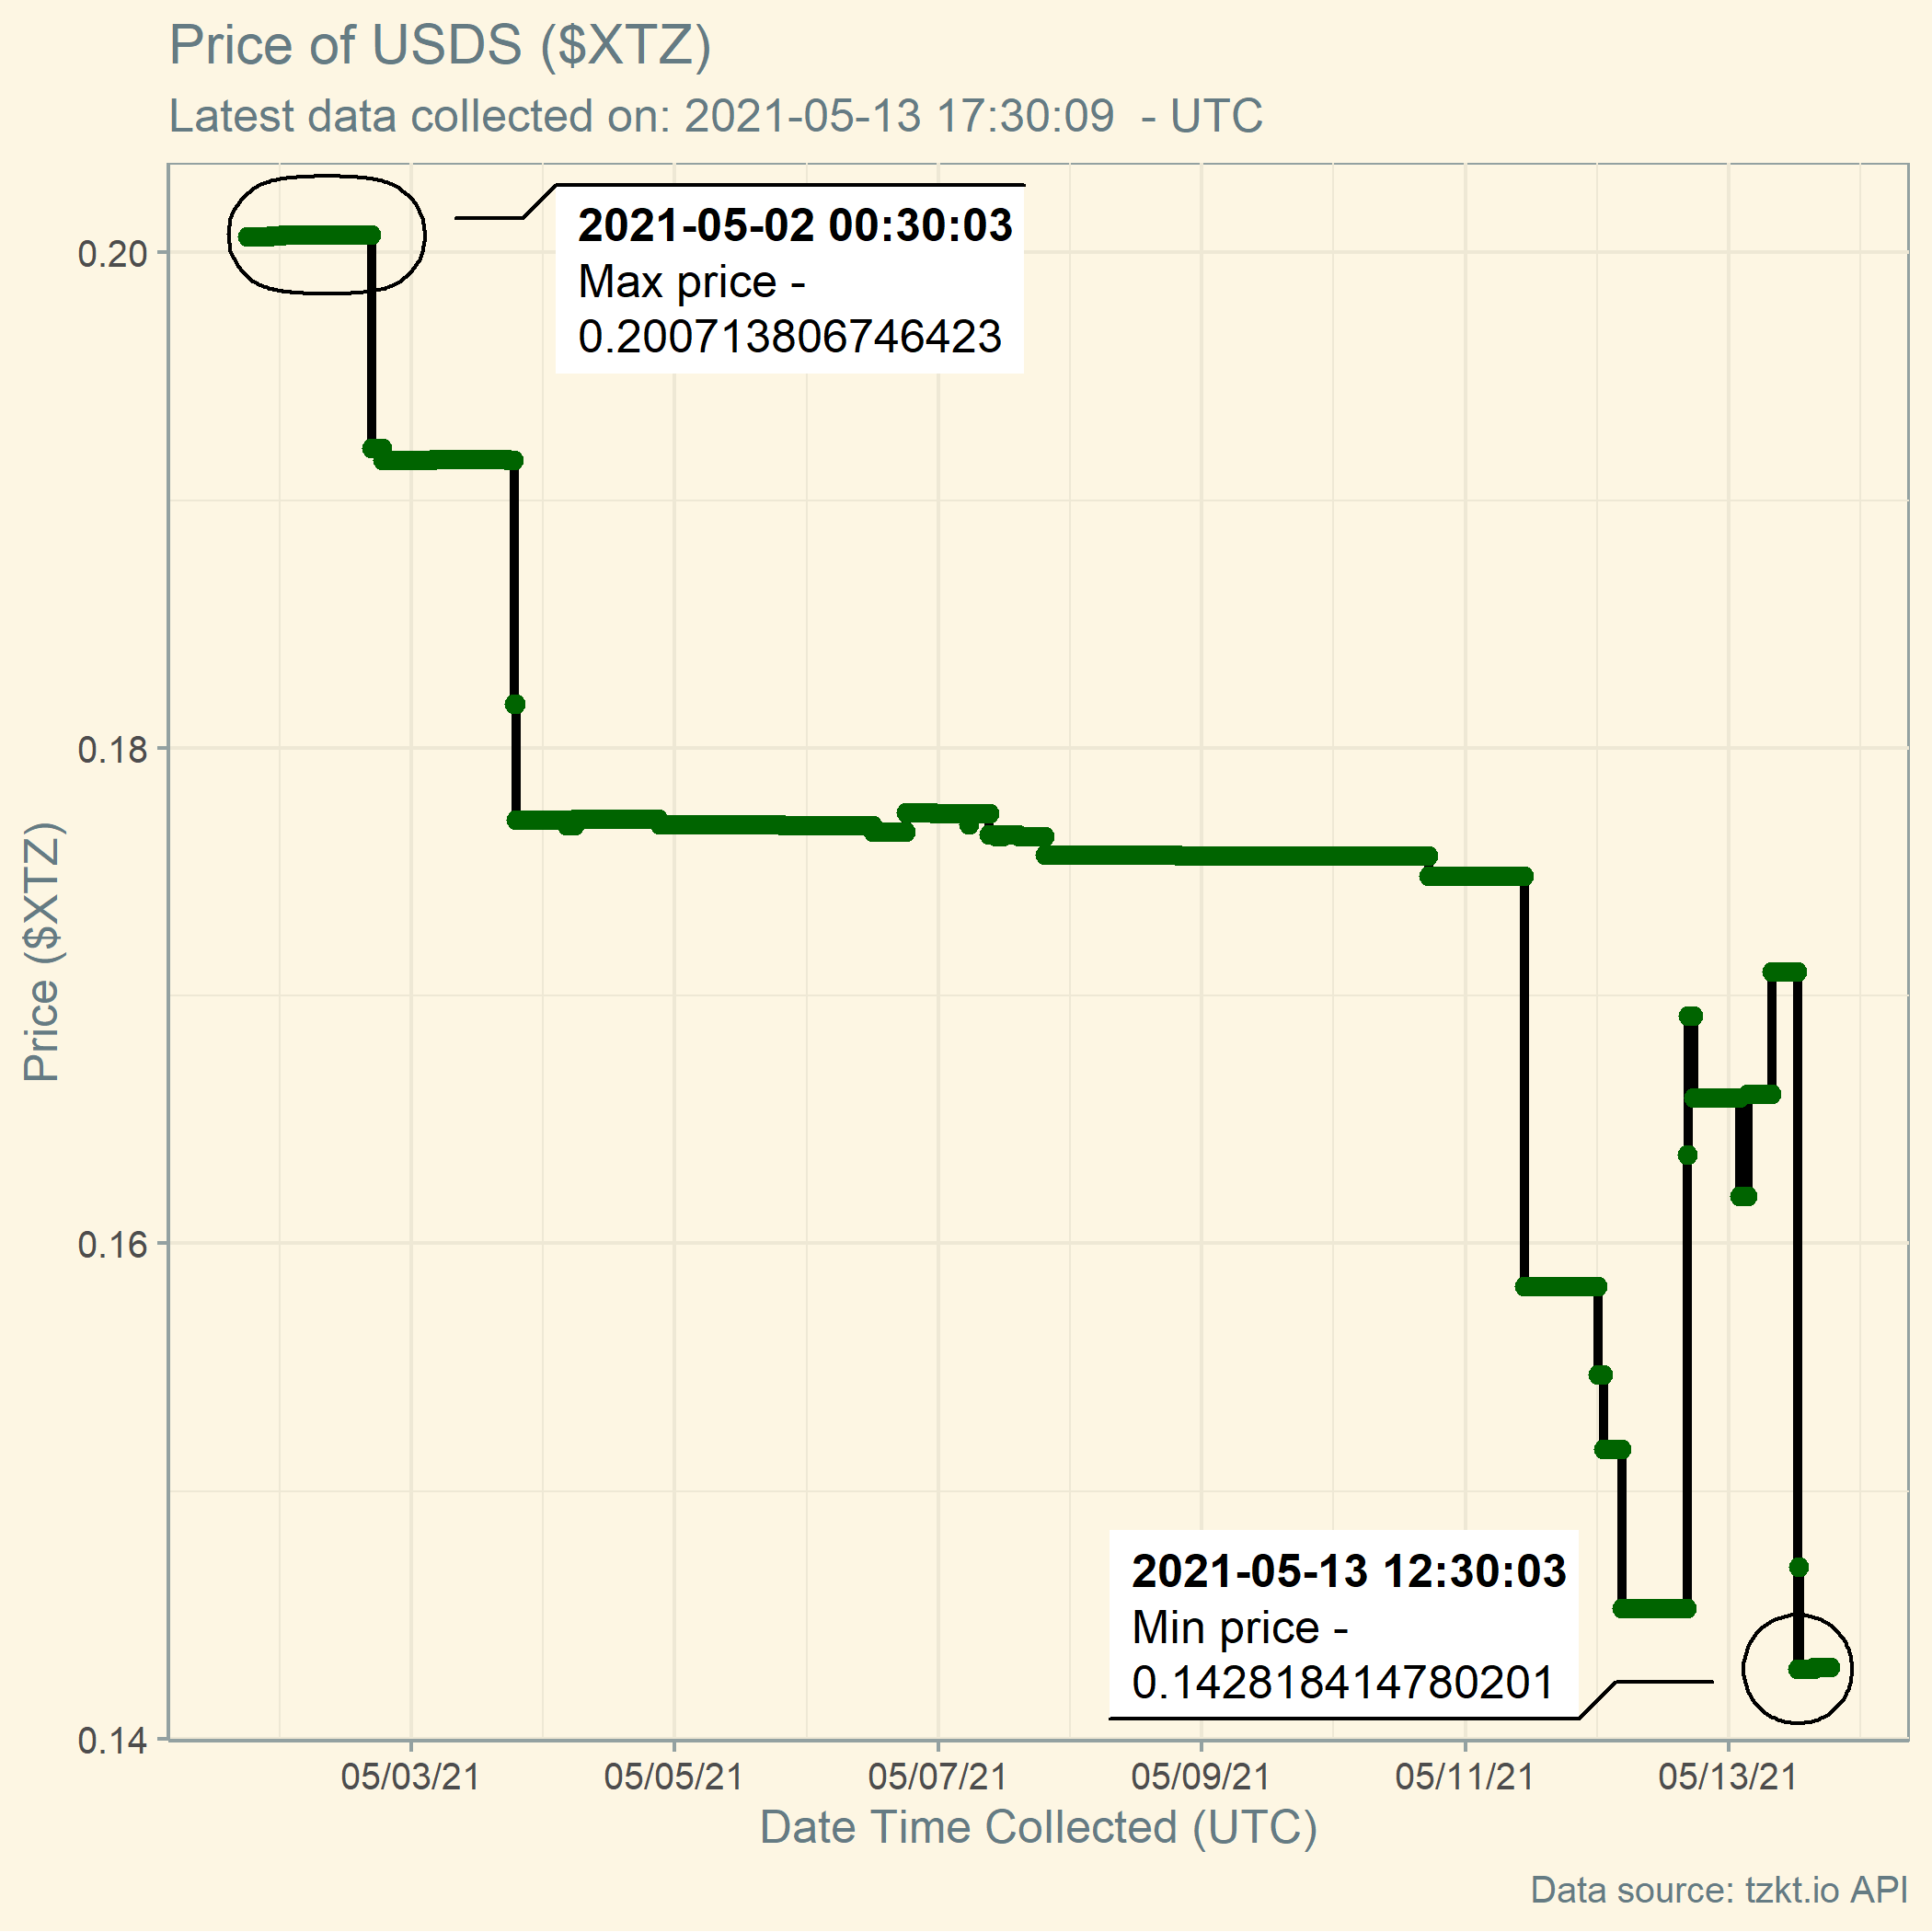 Price of USDS ($XTZ)
Latest data collected on: 2021-05-13 17:30:09  - UTC
2021-05-02 00:30:03
Max price -
0.200713806746423
0.20
0.18
0.16
0.14
Price ($XTZ)
2021-05-13 12:30:03
Min price -
0.142818414780201
05/03/21
05/05/21
05/07/21
05/09/21
05/11/21
05/13/21
Date Time Collected (UTC)
Data source: tzkt.io API